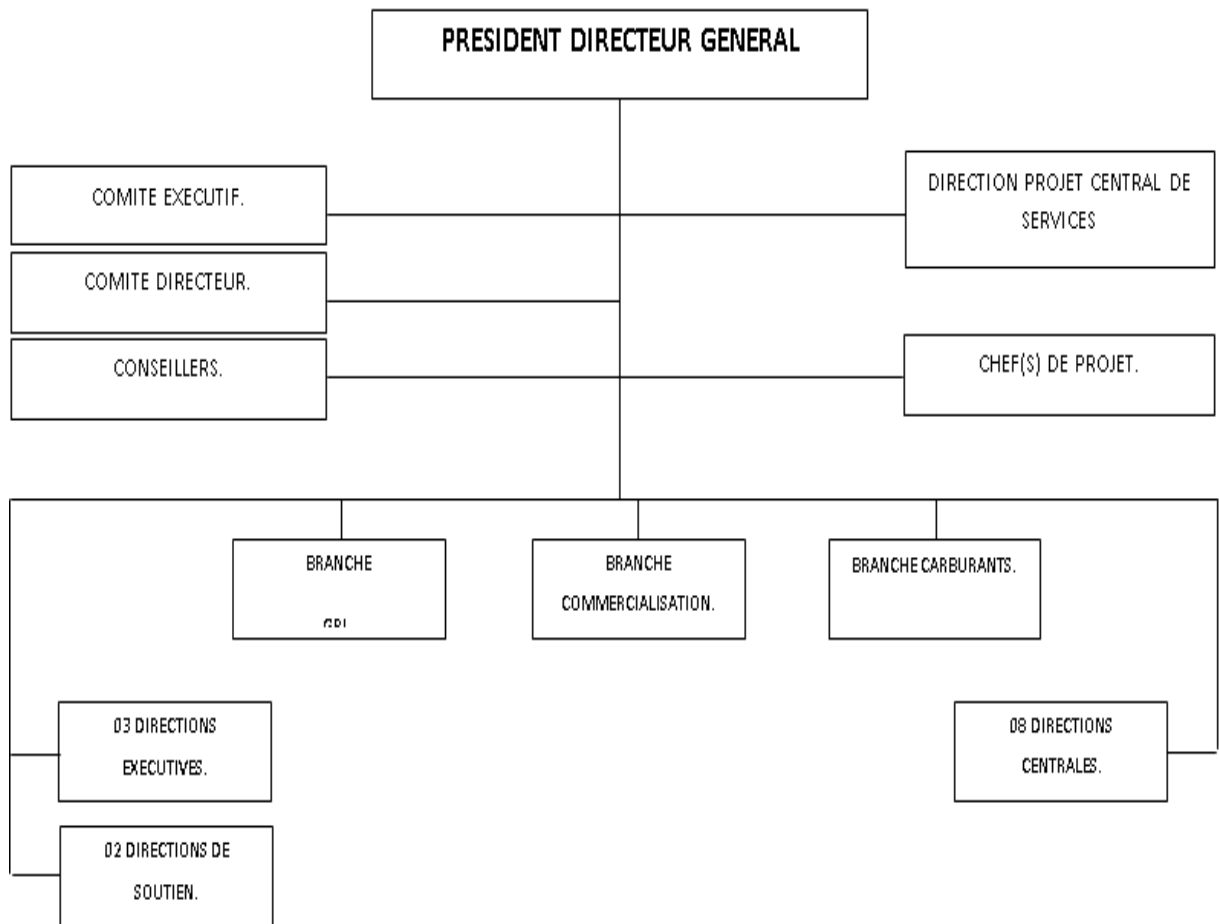 PRESIDENT DIRECTEUR GENERAL
COMITE EXECUTIF.
DIRECTION PROJET CENTRAL DE
SERVICES
COMITE DIRECTEUR.
CONSEILLERS.
CHEF(S) DE PROJET.
BRANCHE
BRANCHE
COMMERCIALISATION.
BRANCHE CARBURANTS.
03 DIRECTIONS
EXECUTIVES.
08 DIRECTIONS
CENTRALES.
02 DIRECTIONS DE
SOUTIEN.